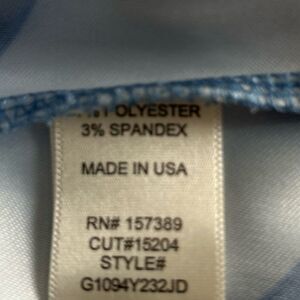 OLYESTER
3% SPANDEX
MADE IN USA
RN# 157389
CUT#15204
STYLE#
G1094Y232JD